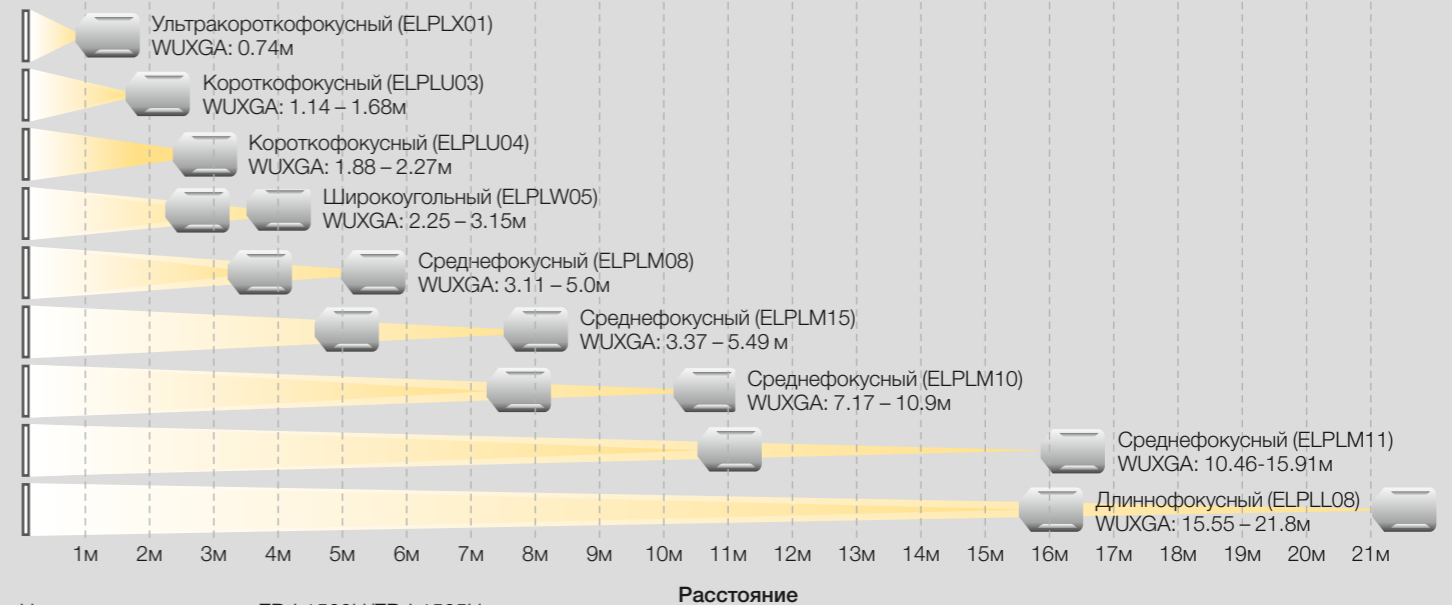 Ультракороткофокусный (ELPLX01)
WUXGA: 0.74м
Короткофокусный (ELPLU03)
WUXGA: 1.14 – 1.68м
Короткофокусный (ELPLU04)
WUXGA: 1.88 – 2.27м
Широкоугольный (ELPLW05)
WUXGA: 2.25 – 3.15м
Среднефокусный (ELPLM08)
WUXGA: 3.11 – 5.0м
Среднефокусный (ELPLM15)
WUXGA: 3.37 – 5.49 м
Среднефокусный (ELPLM10)
WUXGA: 7.17 – 10.9м
Среднефокусный (ELPLM11)
WUXGA: 10.46-15.91м
Длиннофокусный (ELPLL08)
WUXGA: 15.55 – 21.8м
1м 2м 3м 4м 5м 6м 7м 8м 9м 10м 11м 12м 13м 14м 15м 16м 17м 18м 19м 20м 21м
Расстояние